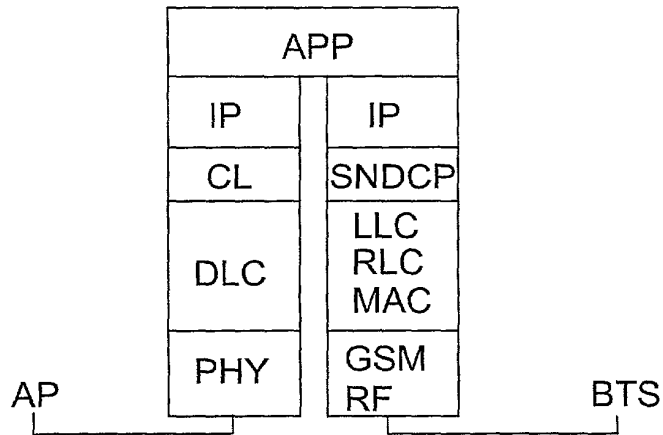 APP
IP
IP
CL
SNDCP
DLC
LLC
RLC
MAC
PHY
GSM
RF
AP
BTS